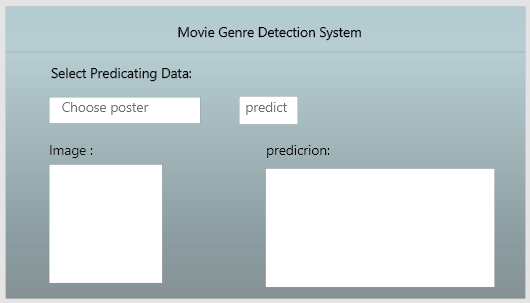 Movie Genre Detection System
Select Predicating Data:
Choose poster
predict
Image :
predicrion: